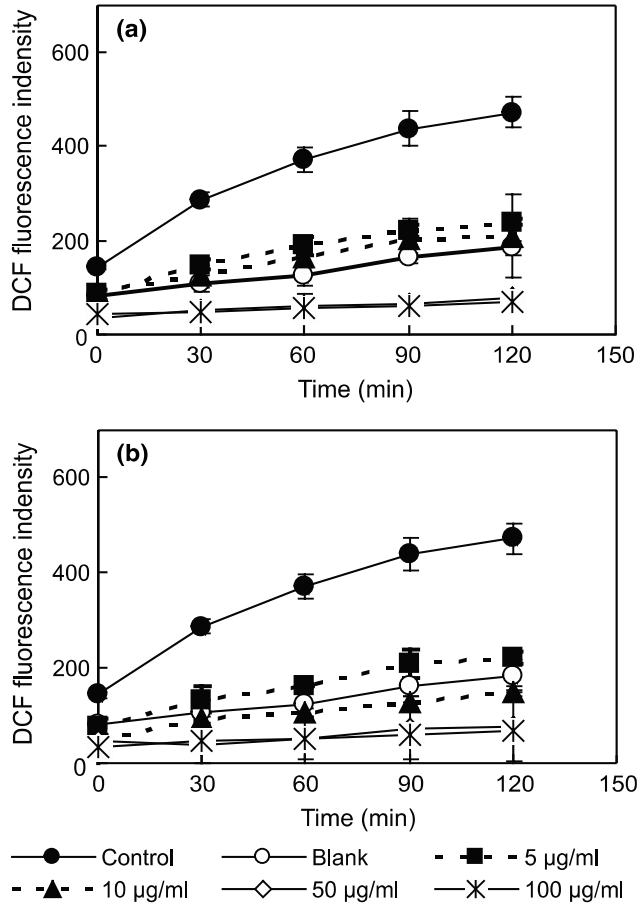 (a)
DCF fluorescence indensity
600
400
200
0
0 30 60 90 120 150
Time (min)
(b)
DCF fluorescence indensity
600
400
200
0
0 30 60 90 120 150
Time (min)
Control Blank 5 µg/ml
10 µg/ml 50 µg/ml 100 µg/ml